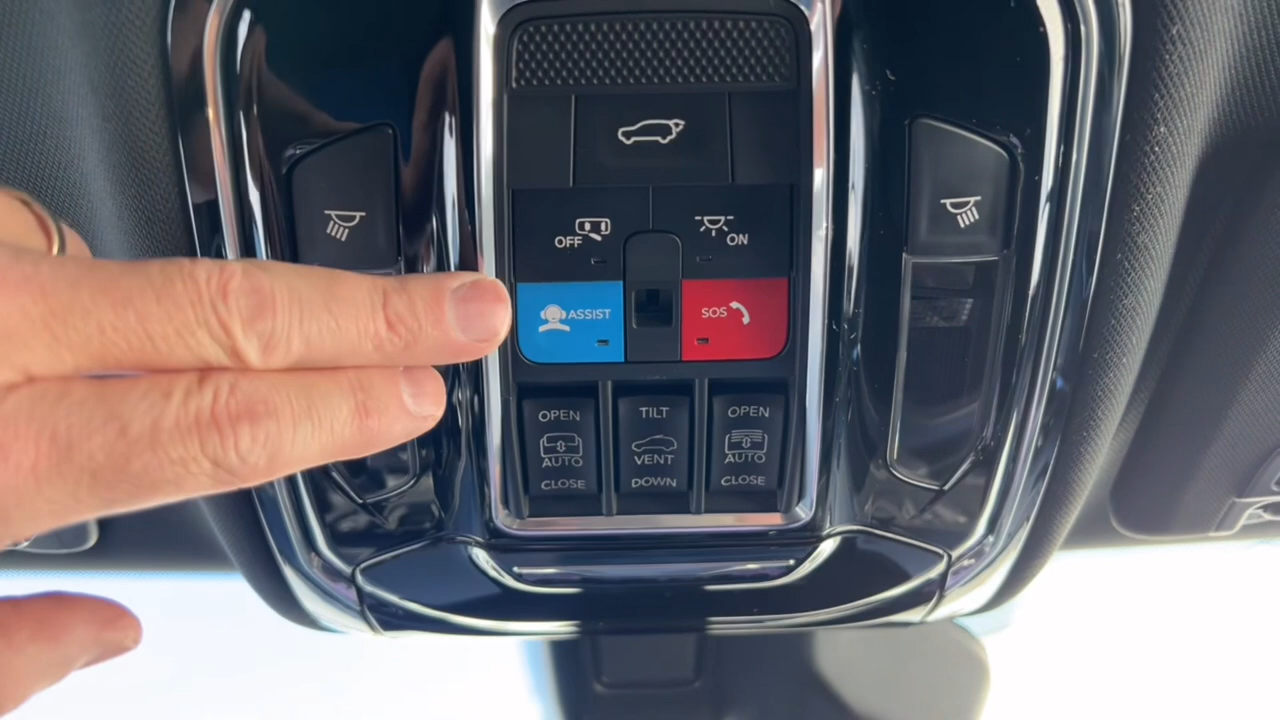 OFF
ON
ASSIST
SOS
OPEN
AUTO
CLOSE
TILT
VENT
DOWN
OPEN
AUTO
CLOSE